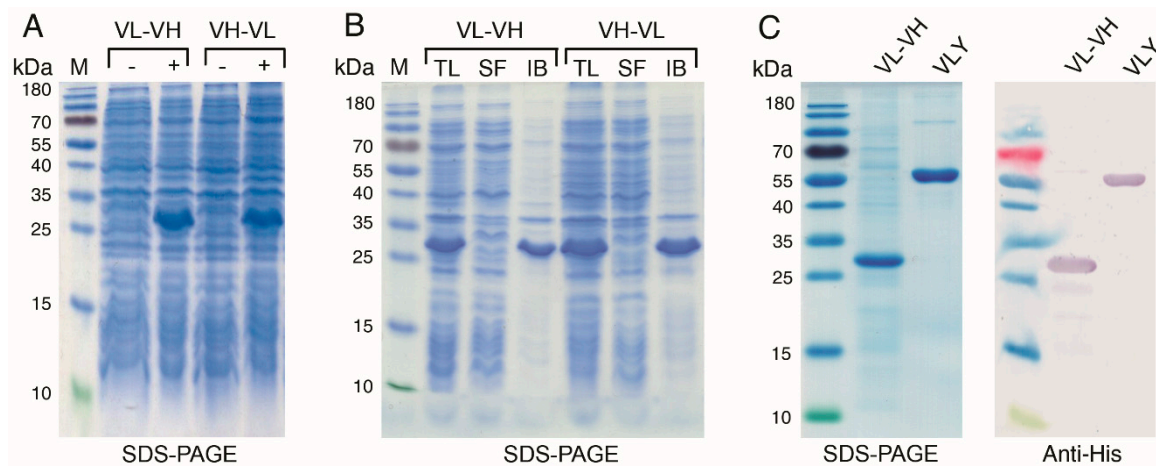 A
VL-VH VH-VL
kDa M - + - +
180
70
55
40
35
25
15
10
SDS-PAGE
B
VL-VH VH-VL
kDa M TL SF IB TL SF IB
180
70
55
40
35
25
15
10
SDS-PAGE
C
kDa VL-VH VLY
180
70
55
40
35
25
15
10
SDS-PAGE
VL-VH VLY
Anti-His